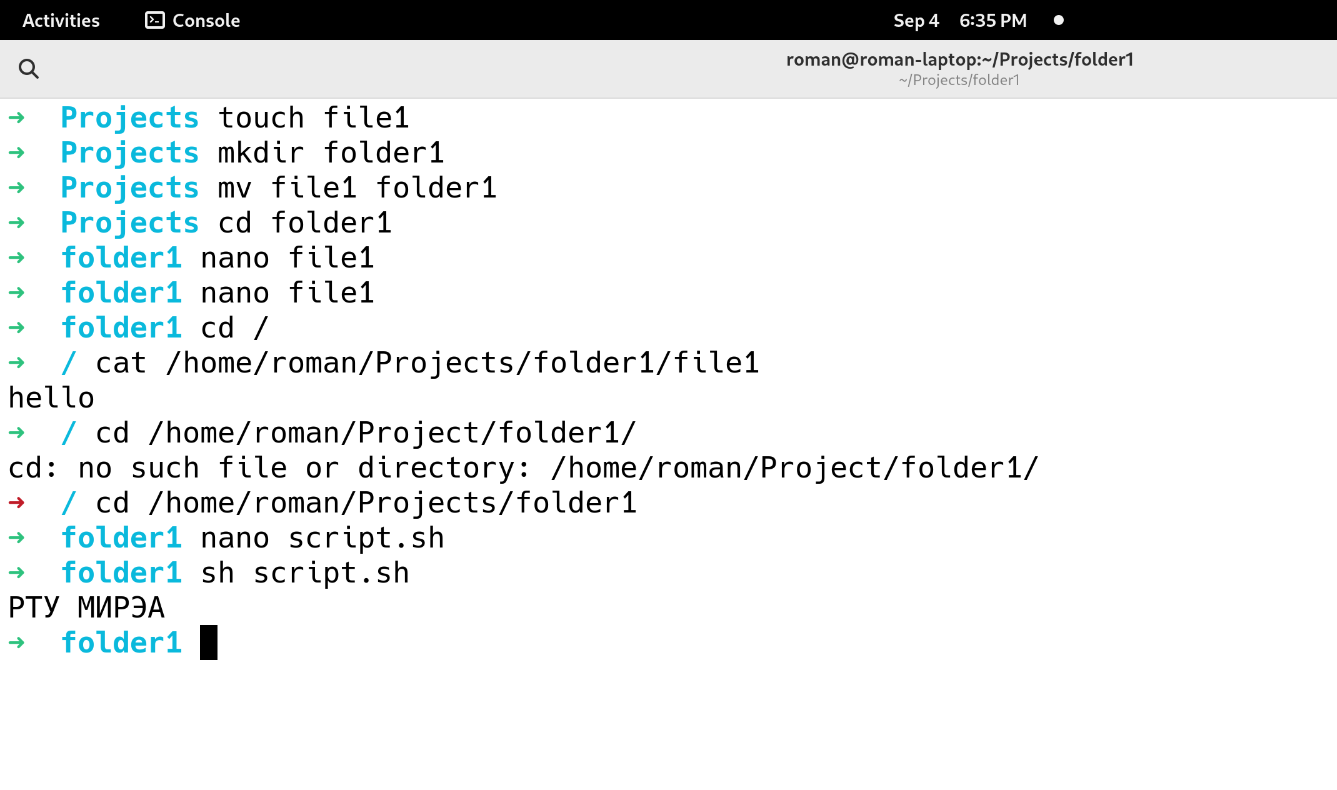 Activities Console Sep 4 6:35 PM
roman@roman-laptop:~/Projects/folder1
~/Projects/folder1
➜ Projects touch file1
➜ Projects mkdir folder1
➜ Projects mv file1 folder1
➜ Projects cd folder1
➜ folder1 nano file1
➜ folder1 nano file1
➜ folder1 cd /
➜ / cat /home/roman/Projects/folder1/file1
hello
➜ / cd /home/roman/Project/folder1/
cd: no such file or directory: /home/roman/Project/folder1/
➜ / cd /home/roman/Projects/folder1
➜ folder1 nano script.sh
➜ folder1 sh script.sh
РТУ МИРЭА
➜ folder1